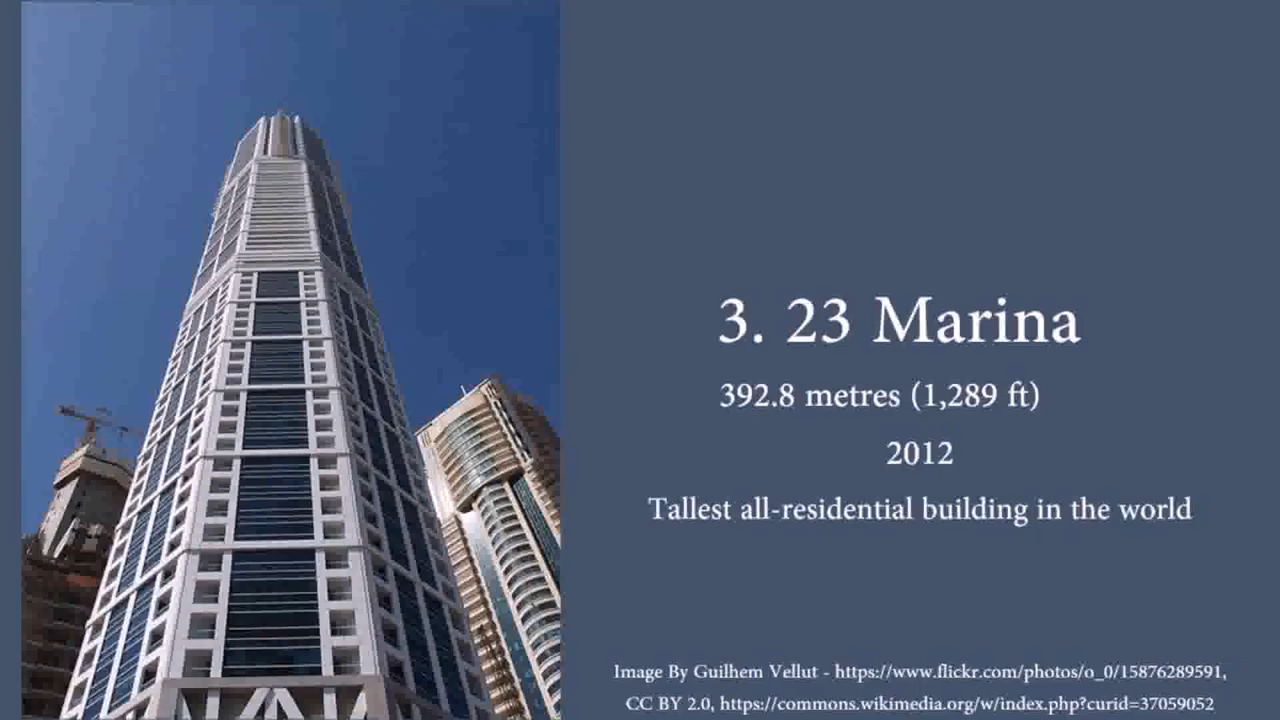 3. 23 Marina
392.8 metres (1,289 ft)
2012
Tallest all-residential building in the world
Image By Guilhem Vellut - https://www.flickr.com/photos/o_0/15876289591,
CC BY 2.0, https://commons.wikimedia.org/w/index.php?curid=37059052